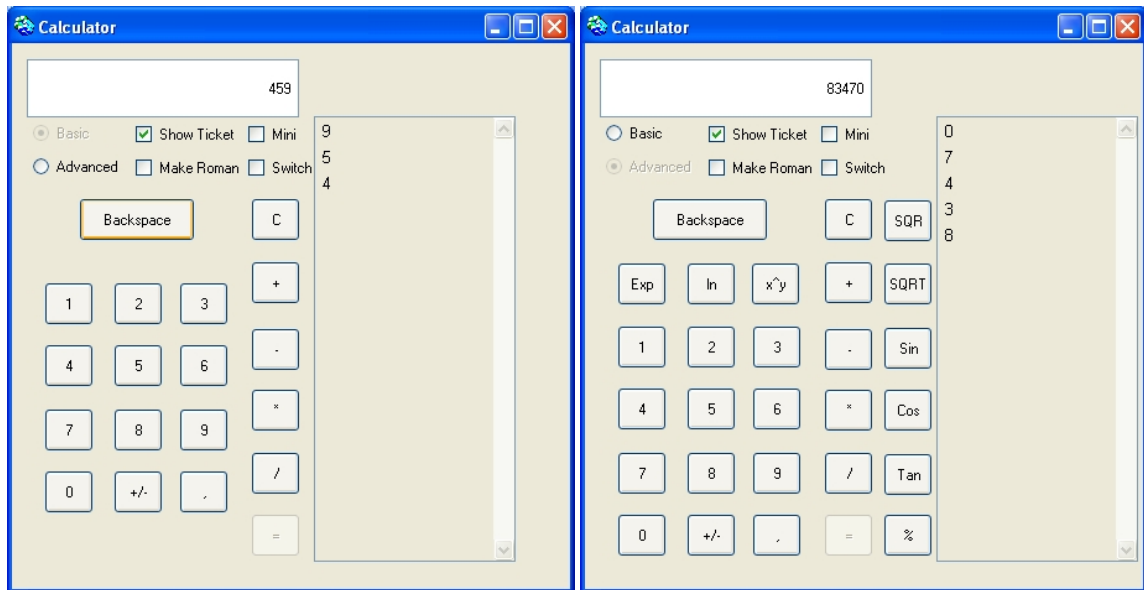 Calculator
459
Basic Show Ticket Mini
Advanced Make Roman Switch
9
5
4
Backspace C
+
1 2 3
-
4 5 6
*
7 8 9
/
0 +/- ,
=
Calculator
83470
Basic Show Ticket Mini
Advanced Make Roman Switch
0
7
4
3
8
Backspace C SQR
Exp ln x^y + SQRT
1 2 3 - Sin
4 5 6 * Cos
7 8 9 / Tan
0 +/- , = %